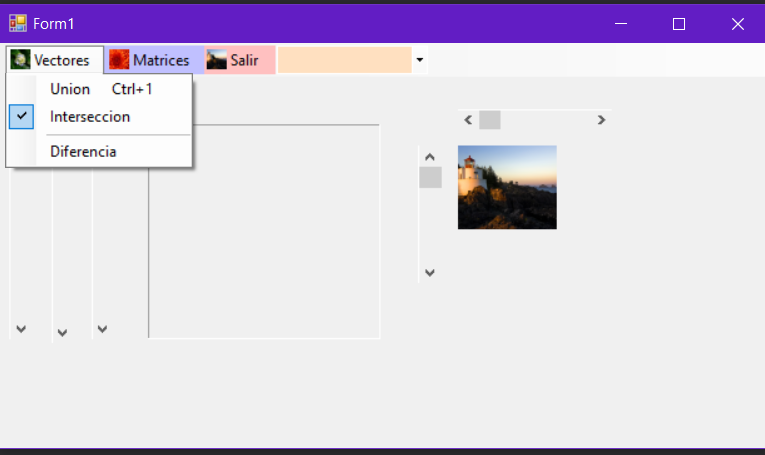 Form1
Vectores Matrices Salir
Union Ctrl+1
Interseccion
Diferencia